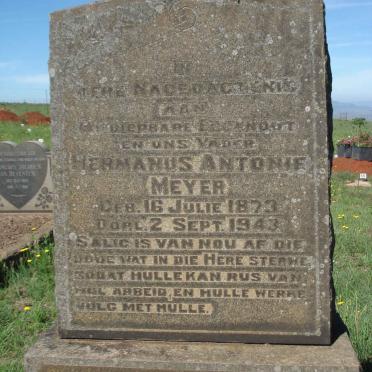 IN
TERE NAGEDAGTENIS
AAN
MY DIERBARE EGGENOOT
EN ONS VADER
HERMANUS ANTONIE
MEYER
GEB. 16 JULIE 1873
OORL. 2 SEPT. 1943.
SALIG IS VAN NOU AF DIE
DODE WAT IN DIE HERE STERWE
SODAT HULLE KAN RUS VAN
HUL ARBEID, EN HULLE WERKE
VOLG MET HULLE.